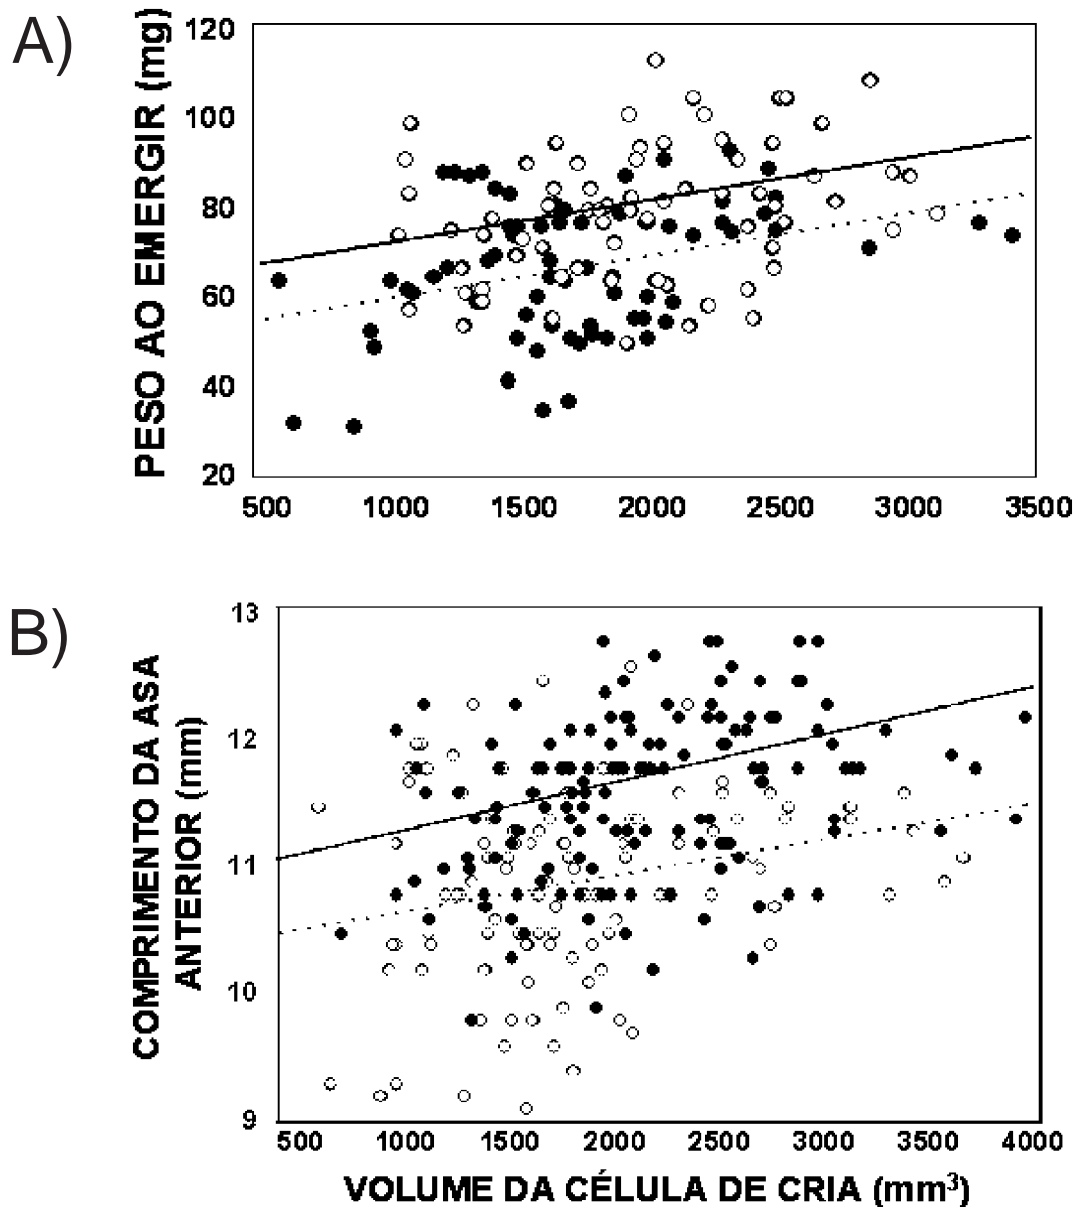 A)
PESO AO EMERGIR (mg)
120
100
80
60
40
20
500 1000 1500 2000 2500 3000 3500
B)
COMPRIMENTO DA ASA
ANTERIOR (mm)
13
12
11
10
9
500 1000 1500 2000 2500 3000 3500 4000
VOLUME DA CÉLULA DE CRIA (mm³)